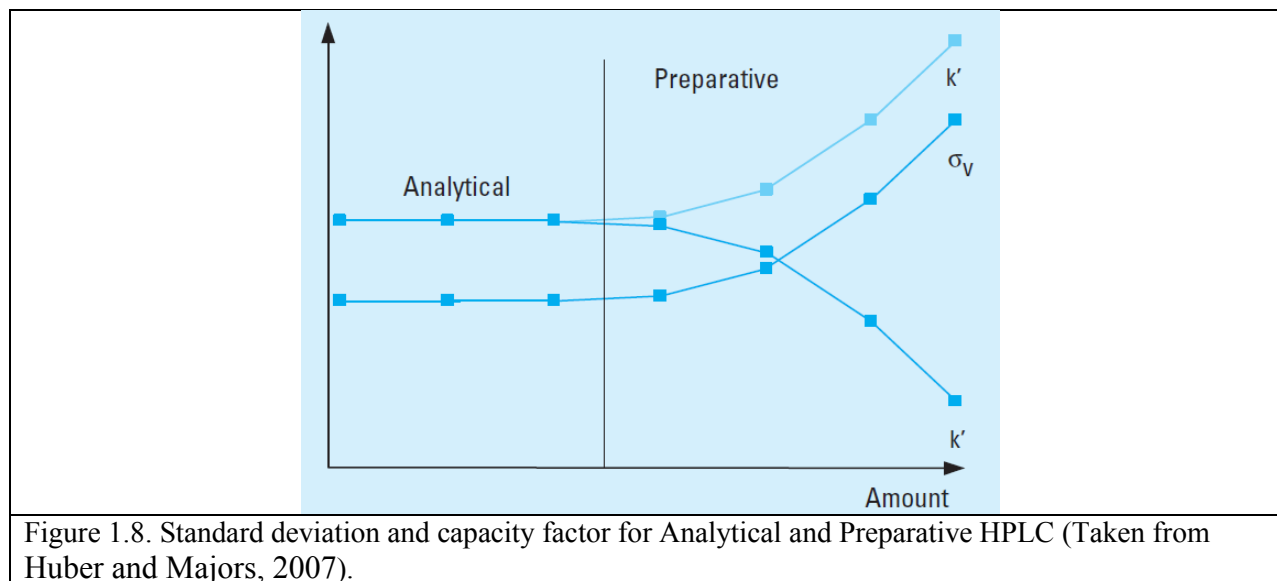 Preparative
k'
Analytical
σv
k'
Amount
Figure 1.8. Standard deviation and capacity factor for Analytical and Preparative HPLC (Taken from
Huber and Majors, 2007).